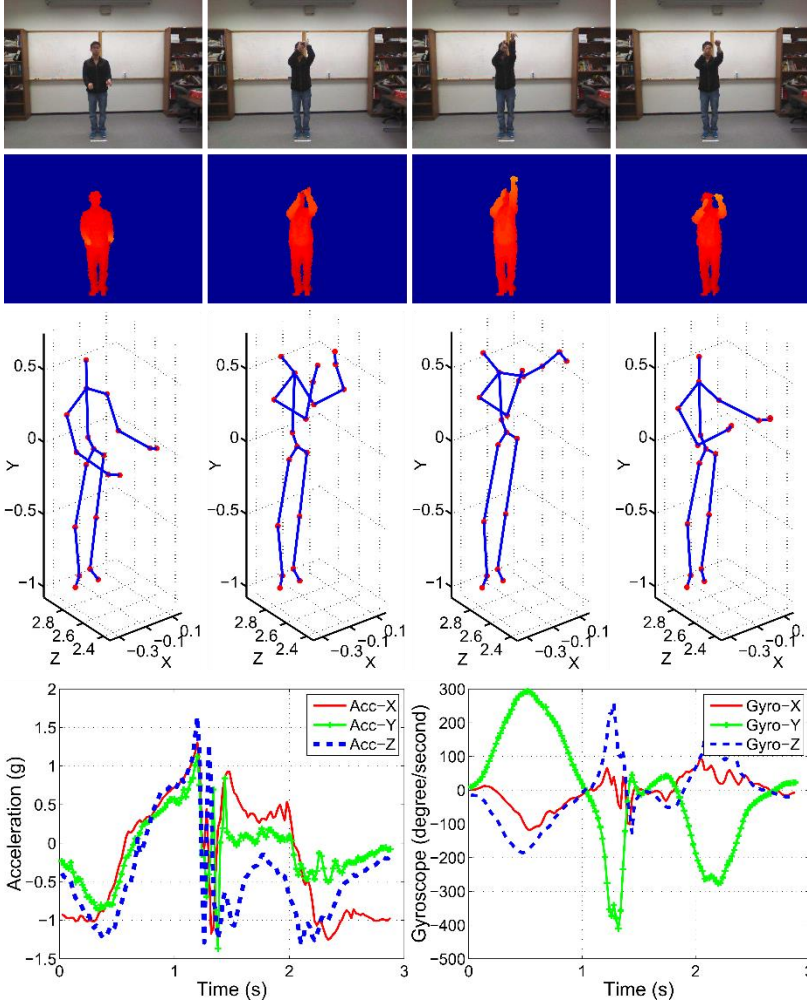 0.5
0
−0.5
−1
Y
2.8
2.6
2.4
Z
−0.3
−0.1
0.1
X
0.5
0
−0.5
−1
Y
2.8
2.6
2.4
Z
−0.3
−0.1
0.1
X
0.5
0
−0.5
−1
Y
2.8
2.6
2.4
Z
−0.3
−0.1
0.1
X
0.5
0
−0.5
−1
Y
2.8
2.6
2.4
Z
−0.3
−0.1
0.1
X
2
1.5
1
0.5
0
−0.5
−1
−1.5
Acceleration (g)
Acc−X
Acc−Y
Acc−Z
0 1 2 3
Time (s)
300
200
100
0
−100
−200
−300
−400
−500
Gyroscope (degree/second)
Gyro−X
Gyro−Y
Gyro−Z
0 1 2 3
Time (s)